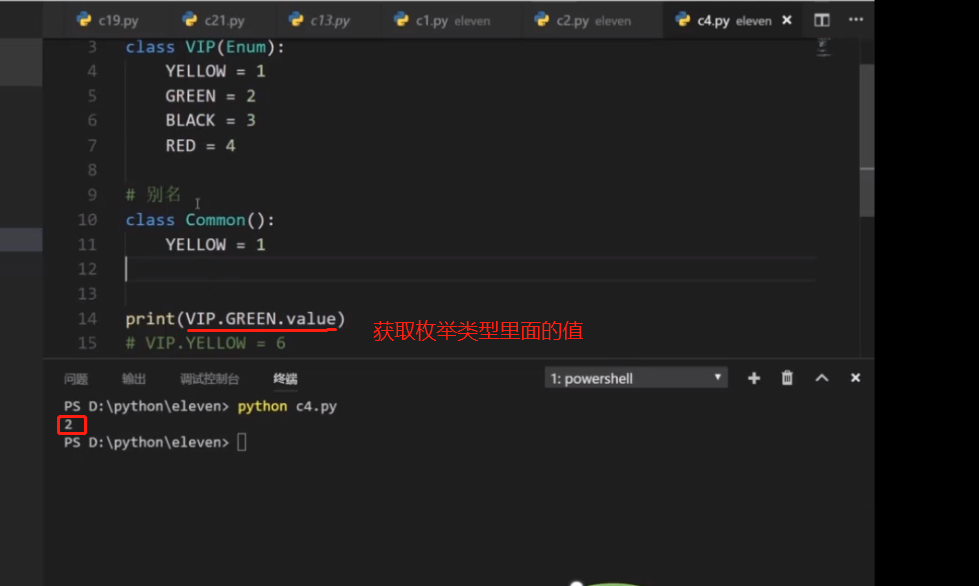 c19.py c21.py c13.py c1.py eleven c2.py eleven c4.py eleven
3 class VIP(Enum):
4 YELLOW = 1
5 GREEN = 2
6 BLACK = 3
7 RED = 4
8
9 # 别名
10 class Common():
11 YELLOW = 1
12
13
14 print(VIP.GREEN.value) 获取枚举类型里面的值
15 # VIP.YELLOW = 6
问题 输出 调试控制台 终端 1: powershell
PS D:\python\eleven> python c4.py
2
PS D:\python\eleven>